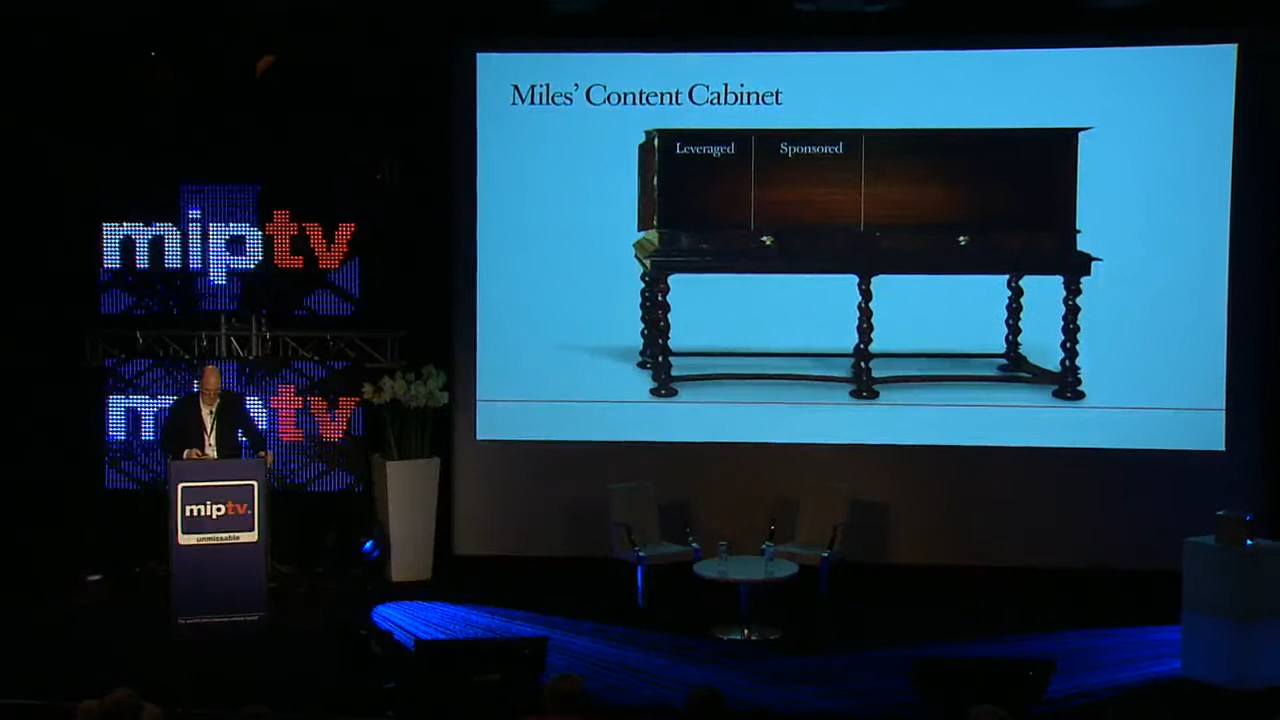 Miles' Content Cabinet
Leveraged
Sponsored
miptv
miptv
miptv.
unmissable